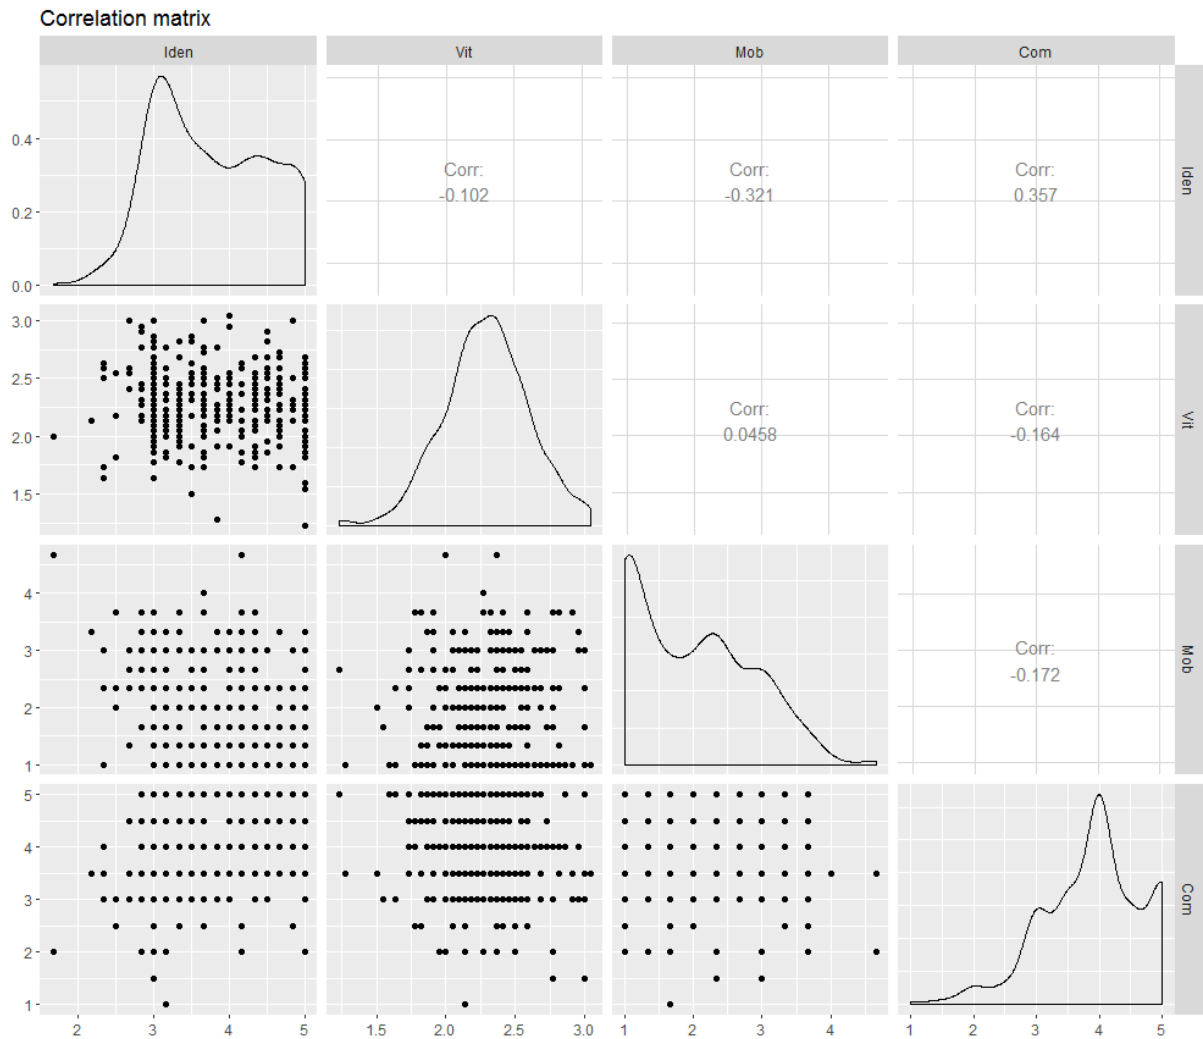 Correlation matrix
Iden Vit Mob Com
0.4
0.2
0.0
Corr:
-0.102
Corr:
-0.321
Corr:
0.357
Iden
3.0
2.5
2.0
1.5
Corr:
0.0458
Corr:
-0.164
Vit
4
3
2
1
Corr:
-0.172
Mob
5
4
3
2
1
Com
2 3 4 5 1.5 2.0 2.5 3.0 1 2 3 4 1 2 3 4 5